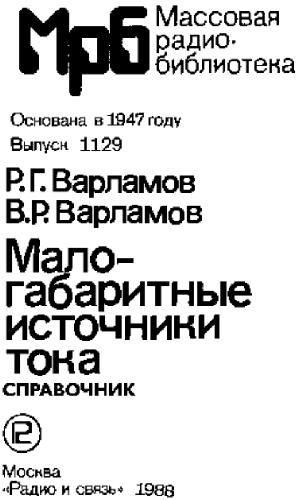 Мрб Массовая
радио-
библиотека
Основана в 1947 году
Выпуск 1129
Р.Г. Варламов
В.Р. Варламов
Мало-
габаритные
источники
тока
СПРАВОЧНИК
Москва
«Радио и связь» 1988